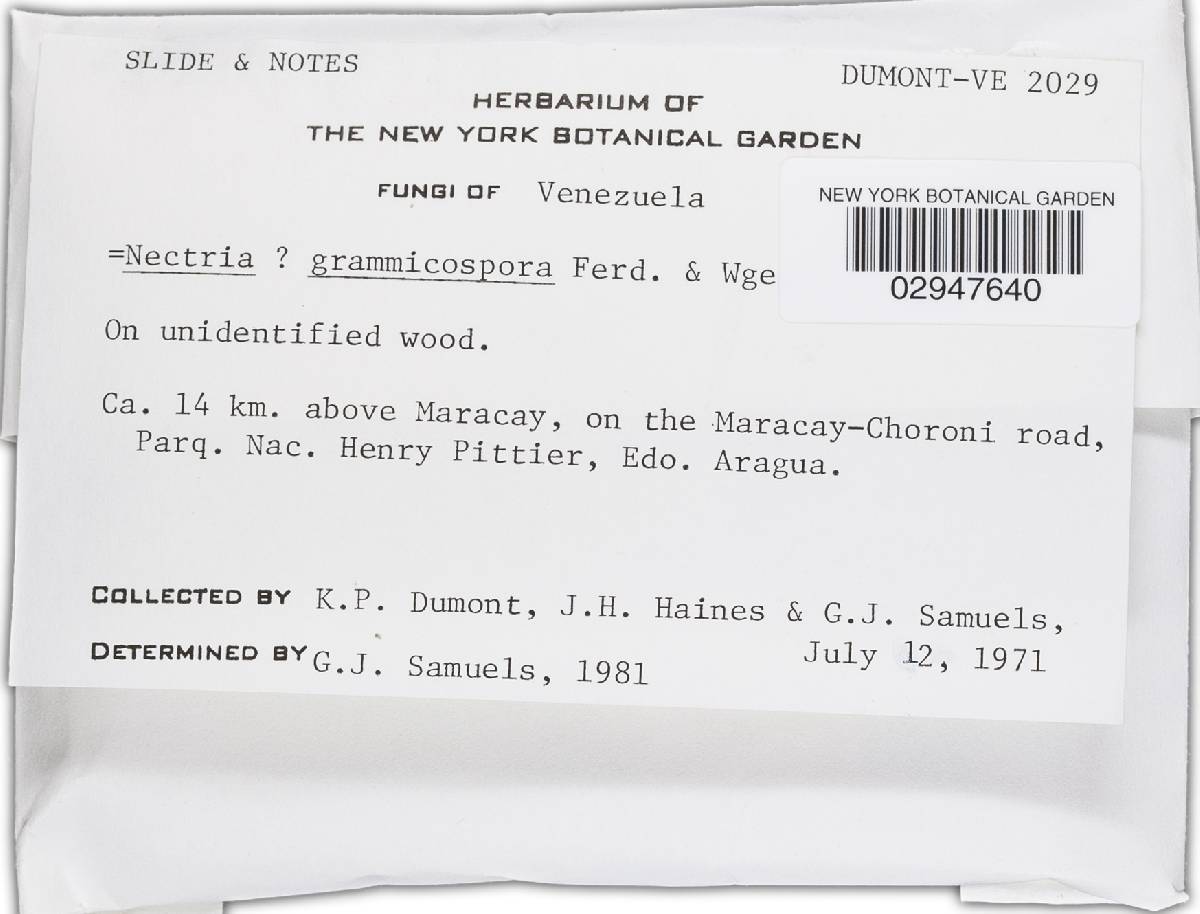 SLIDE & NOTES
DUMONT-VE 2029
HERBARIUM OF
THE NEW YORK BOTANICAL GARDEN
FUNGI OF Venezuela
NEW YORK BOTANICAL GARDEN
02947640
=Nectria ? grammicospora Ferd. & Wge
On unidentified wood.
Ca. 14 km. above Maracay, on the Maracay-Choroni road,
Parq. Nac. Henry Pittier, Edo. Aragua.
COLLECTED BY K.P. Dumont, J.H. Haines & G.J. Samuels,
July 12, 1971
DETERMINED BY G.J. Samuels, 1981